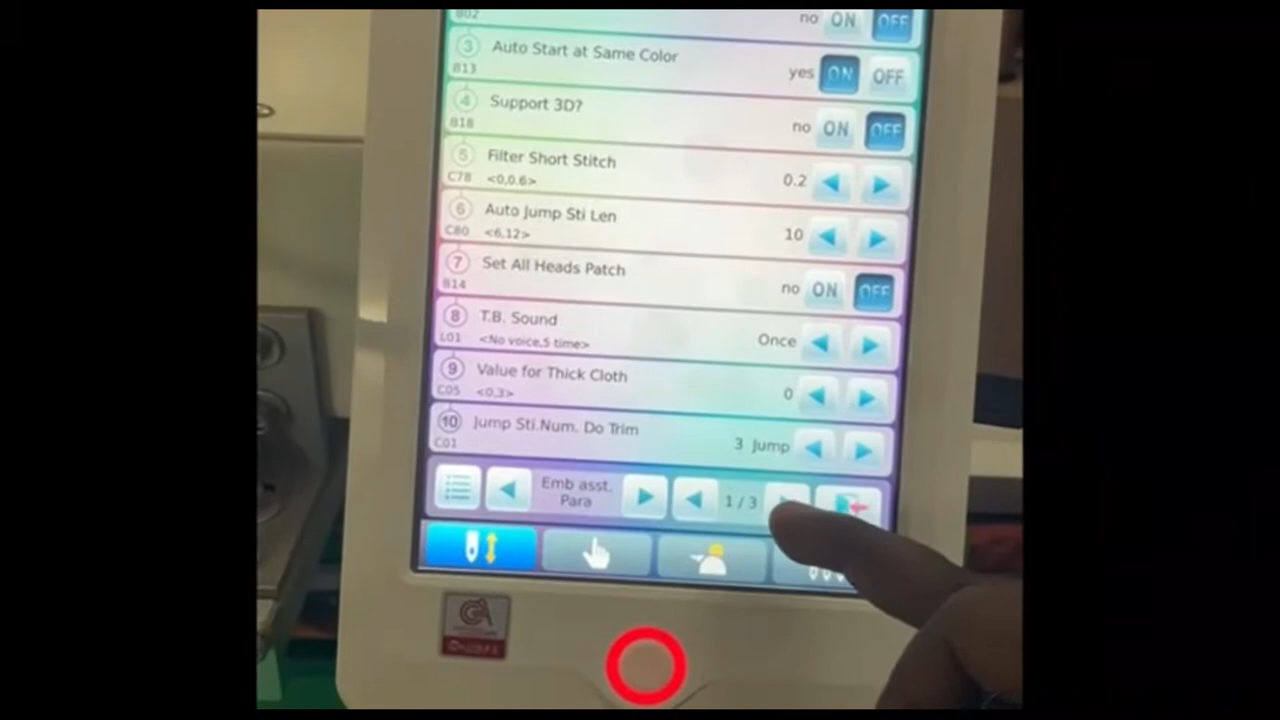 B02
no ON OFF
3 Auto Start at Same Color yes ON OFF
B13
4 Support 3D? no ON OFF
B18
5 Filter Short Stitch 0.2
C78 <0,0.6>
6 Auto Jump Sti Len 10
C80 <6,12>
7 Set All Heads Patch no ON OFF
B14
8 T.B. Sound Once
L01 <No voice,5 time>
9 Value for Thick Cloth 0
C05 <0,3>
10 Jump Sti.Num. Do Trim 3 Jump
C01
Emb asst. Para 1/3